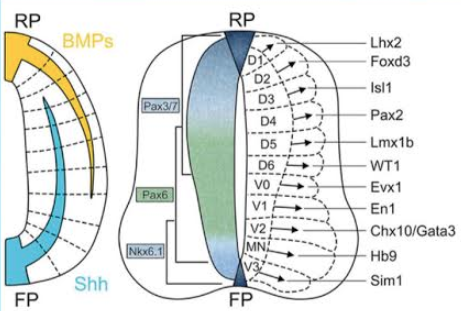 RP
BMPs
Shh
FP
RP
Pax3/7
Pax6
Nkx6.1
D1
D2
D3
D4
D5
D6
V0
V1
V2
MN
V3
FP
Lhx2
Foxd3
Isl1
Pax2
Lmx1b
WT1
Evx1
En1
Chx10/Gata3
Hb9
Sim1